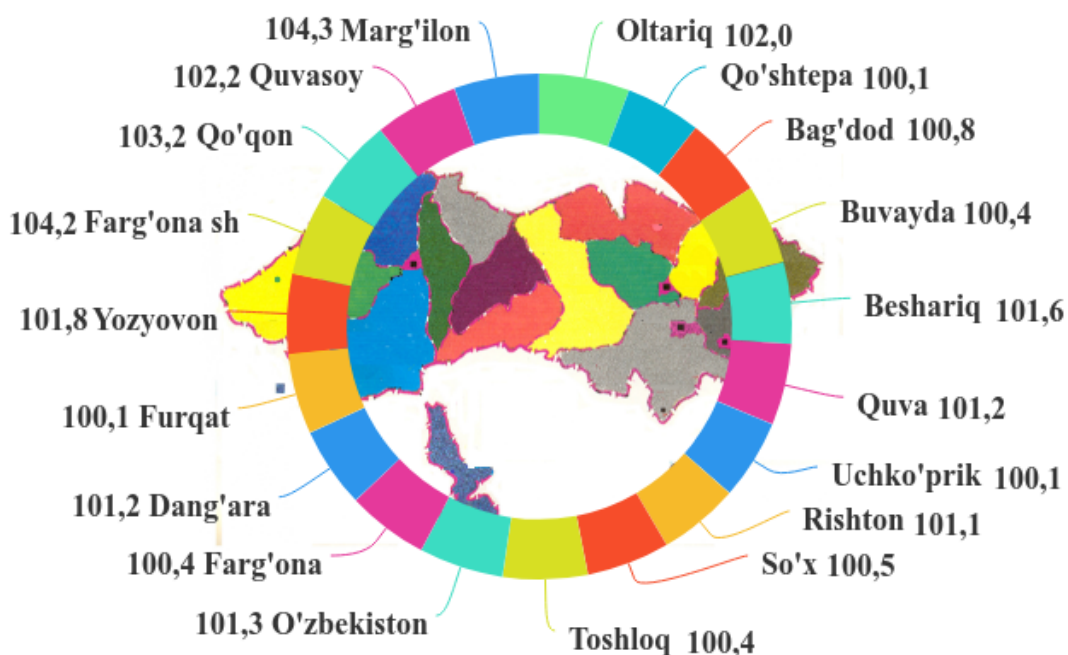 104,3 Marg'ilon
Oltariq 102,0
102,2 Quvasoy
Qo'shtepa 100,1
103,2 Qo'qon
Bag'dod 100,8
104,2 Farg'ona sh
Buvayda 100,4
101,8 Yozyovon
Beshariq 101,6
100,1 Furqat
Quva 101,2
101,2 Dang'ara
Uchko'prik 100,1
100,4 Farg'ona
Rishton 101,1
101,3 O'zbekiston
So'x 100,5
Toshloq 100,4